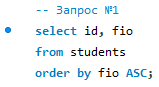 -- Запрос №1
select id, fio
from students
order by fio ASC;